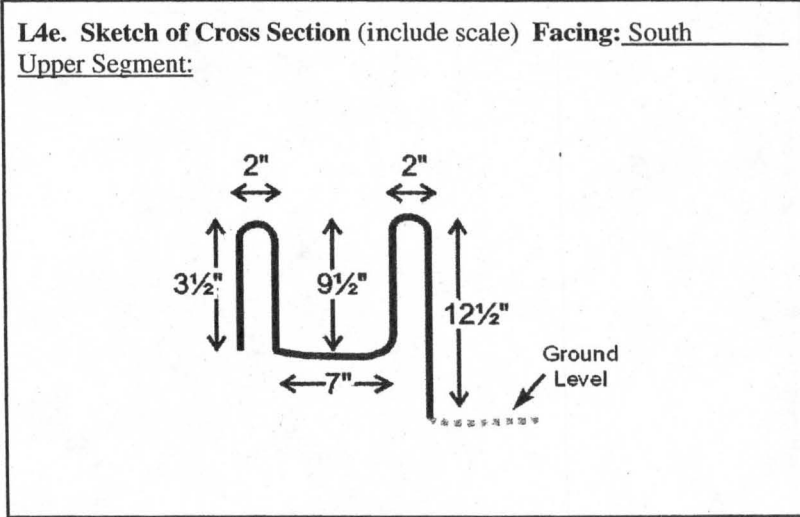 L4e. Sketch of Cross Section (include scale) Facing: South
Upper Segment:
2" 2"
3½" 9½" 12½"
7"
Ground
Level